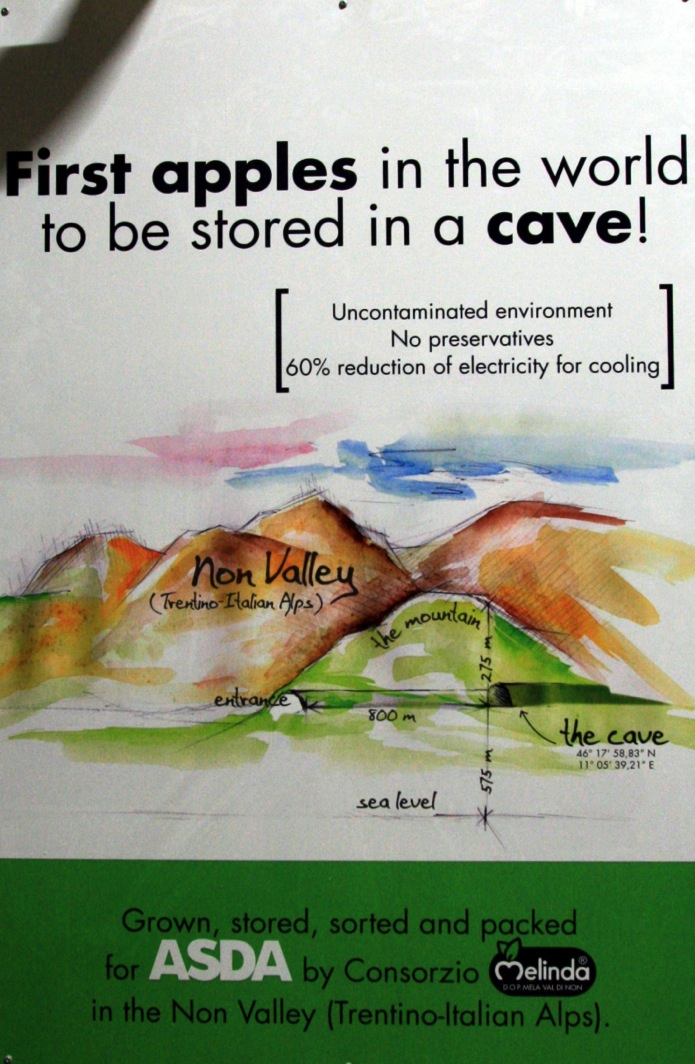 First apples in the world
to be stored in a cave!
Uncontaminated environment
No preservatives
60% reduction of electricity for cooling
Non Valley
(Trentino-Italian Alps)
the mountain
275 m
entrance
800 m
the cave
46° 17' 58,83" N
11° 05' 39,21" E
575 m
sea level
Grown, stored, sorted and packed
for ASDA by Consorzio Melinda®
D.O.P. MELA VAL DI NON
in the Non Valley (Trentino-Italian Alps).